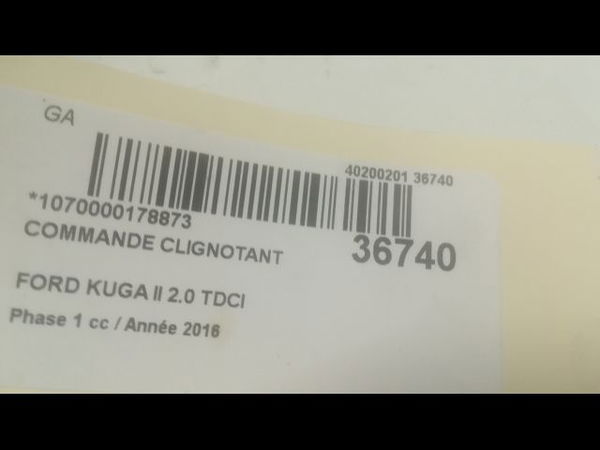 GA
40200201 36740
*1070000178873
36740
COMMANDE CLIGNOTANT
FORD KUGA II 2.0 TDCI
Phase 1 cc / Année 2016